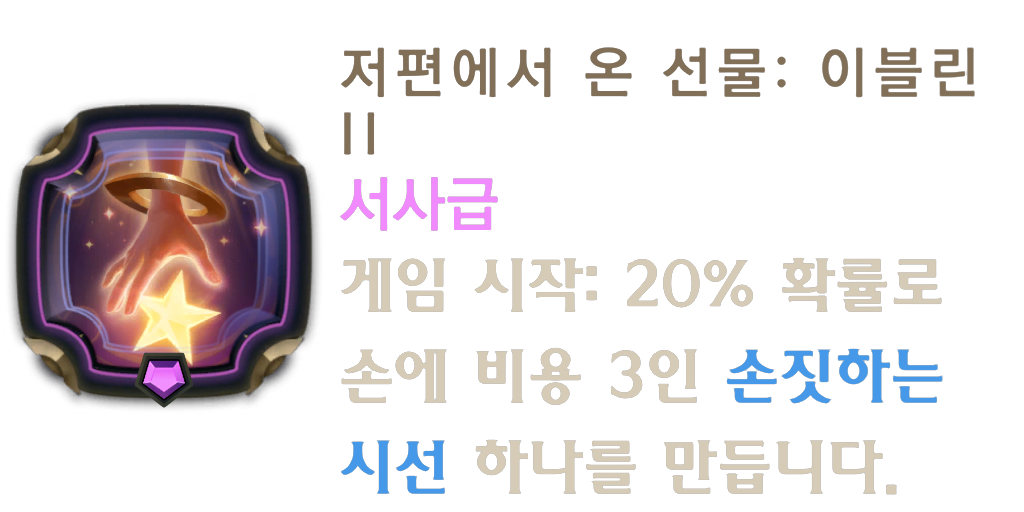 저편에서 온 선물: 이블린
II
서사급
게임 시작: 20% 확률로
손에 비용 3인 손짓하는
시선 하나를 만듭니다.